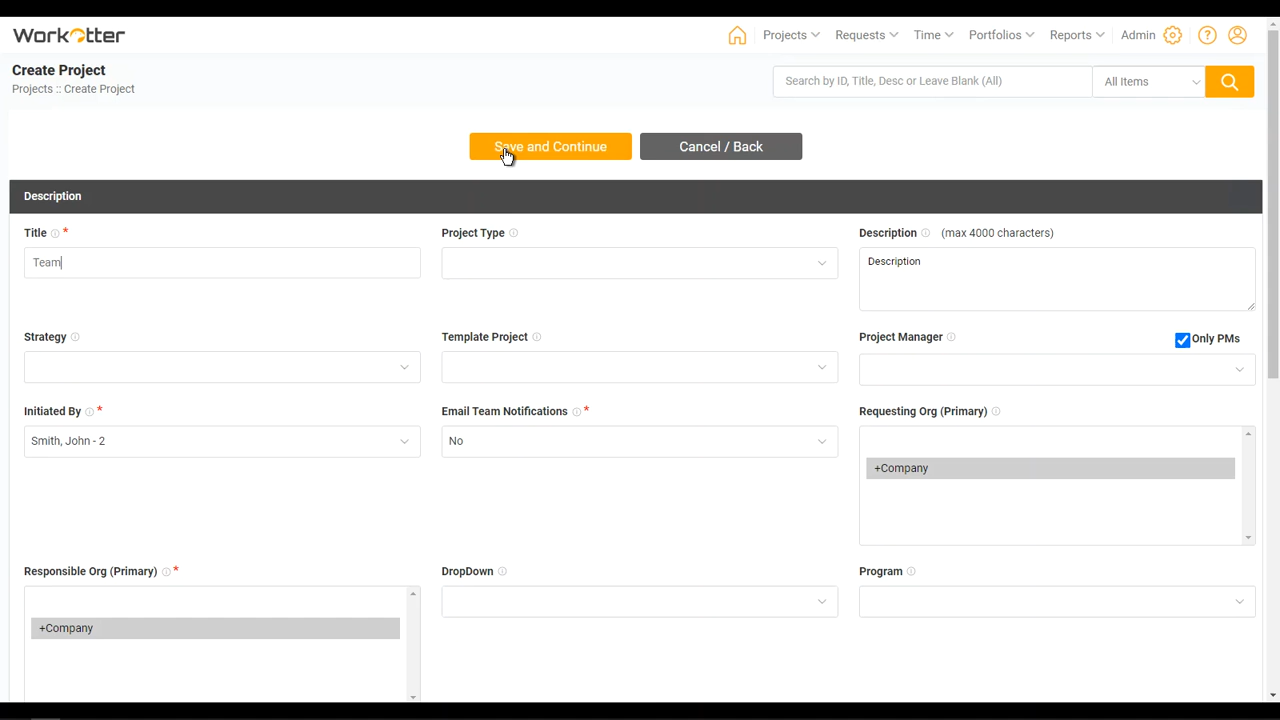 Workotter
Projects Requests Time Portfolios Reports Admin
Create Project
Projects :: Create Project
Search by ID, Title, Desc or Leave Blank (All)
All Items
Save and Continue
Cancel / Back
Description
Title *
Project Type
Description (max 4000 characters)
Team
Description
Strategy
Template Project
Project Manager
Only PMs
Initiated By *
Email Team Notifications *
Requesting Org (Primary)
Smith, John - 2
No
+Company
Responsible Org (Primary) *
DropDown
Program
+Company